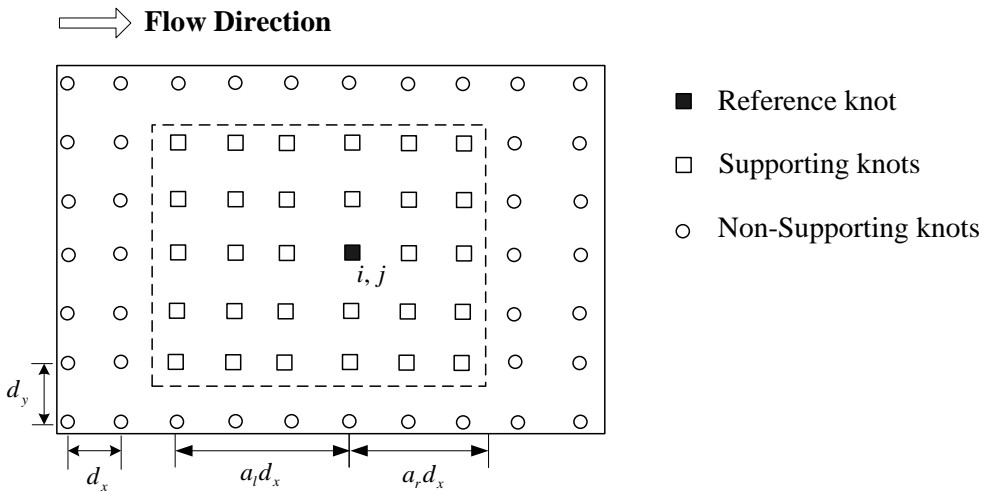 Flow Direction
Reference knot
Supporting knots
Non-Supporting knots
i, j
d_y
d_x
a_l d_x
a_r d_x